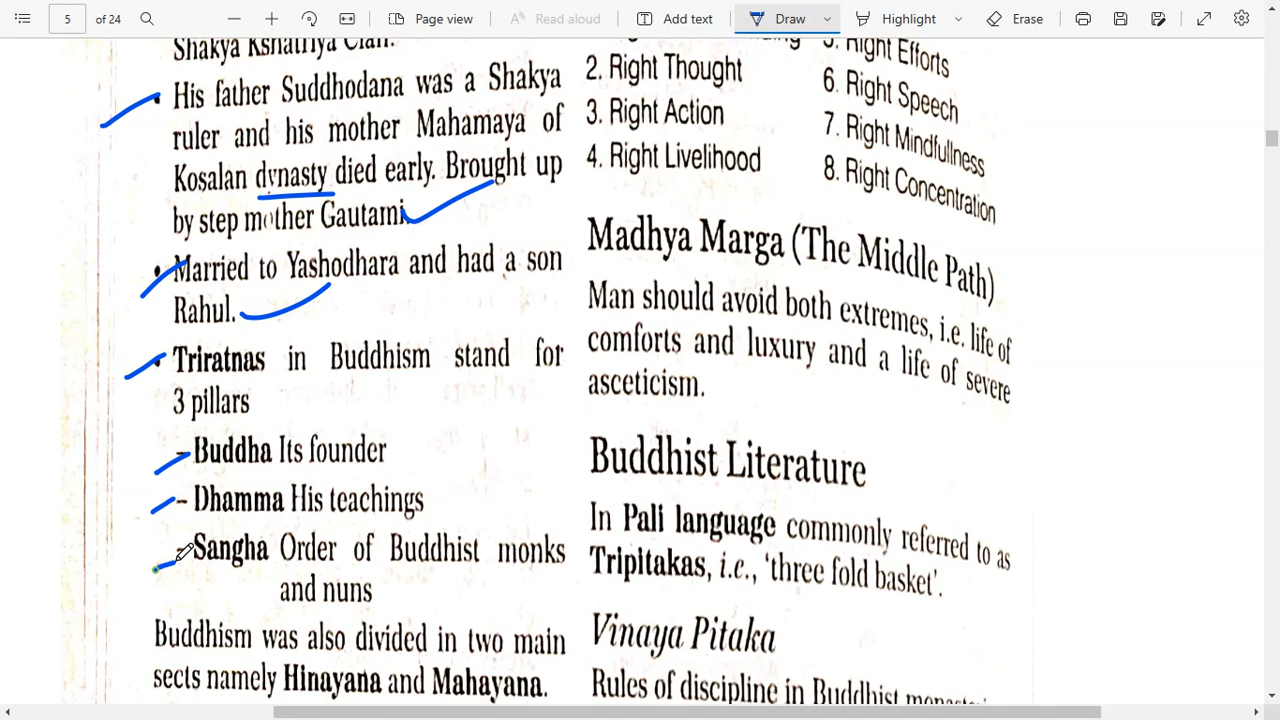 5 of 24
Page view
Read aloud
Add text
Draw
Highlight
Erase
Shakya Kshatriya Clan.
• His father Suddhodana was a Shakya
ruler and his mother Mahamaya of
Kosalan dynasty died early. Brought up
by step mother Gautami.
• Married to Yashodhara and had a son
Rahul.
• Triratnas in Buddhism stand for
3 pillars
– Buddha Its founder
– Dhamma His teachings
– Sangha Order of Buddhist monks
and nuns
Buddhism was also divided in two main
sects namely Hinayana and Mahayana.
2. Right Thought
3. Right Action
4. Right Livelihood
5. Right Efforts
6. Right Speech
7. Right Mindfullness
8. Right Concentration
Madhya Marga (The Middle Path)
Man should avoid both extremes, i.e. life of
comforts and luxury and a life of severe
asceticism.
Buddhist Literature
In Pali language commonly referred to as
Tripitakas, i.e., 'three fold basket'.
Vinaya Pitaka
Rules of discipline in Buddhist